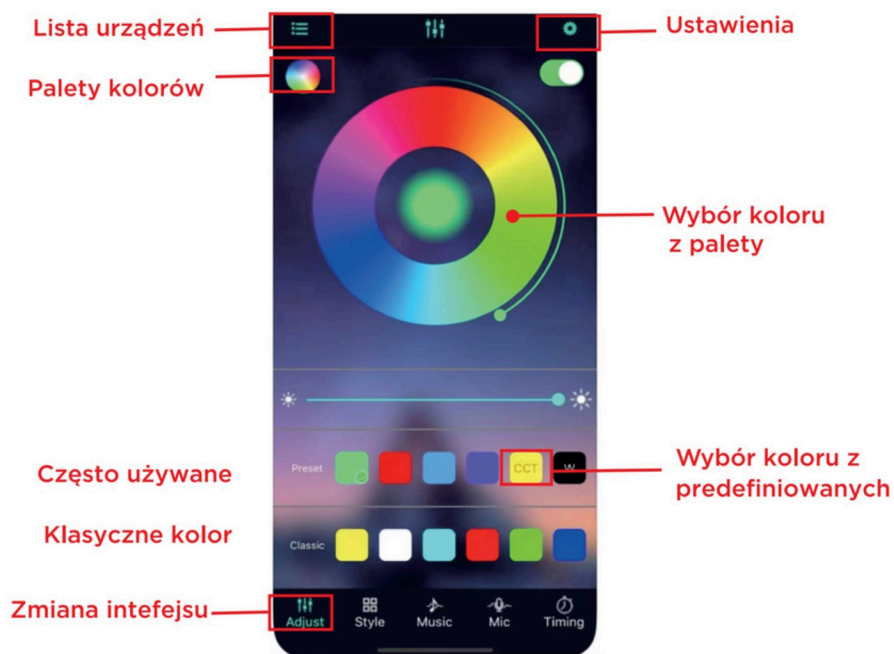 Lista urządzeń
Ustawienia
Palety kolorów
Wybór koloru
z palety
Często używane
Preset
CCT
W
Wybór koloru z
predefiniowanych
Klasyczne kolor
Classic
Zmiana intefejsu
Adjust
Style
Music
Mic
Timing